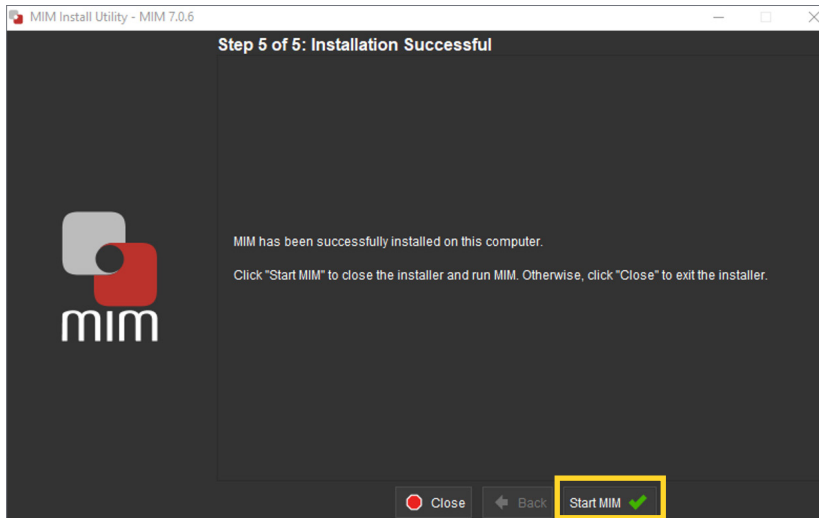 MIM Install Utility - MIM 7.0.6
Step 5 of 5: Installation Successful
MIM has been successfully installed on this computer.
Click "Start MIM" to close the installer and run MIM. Otherwise, click "Close" to exit the installer.
mim
Close
Back
Start MIM